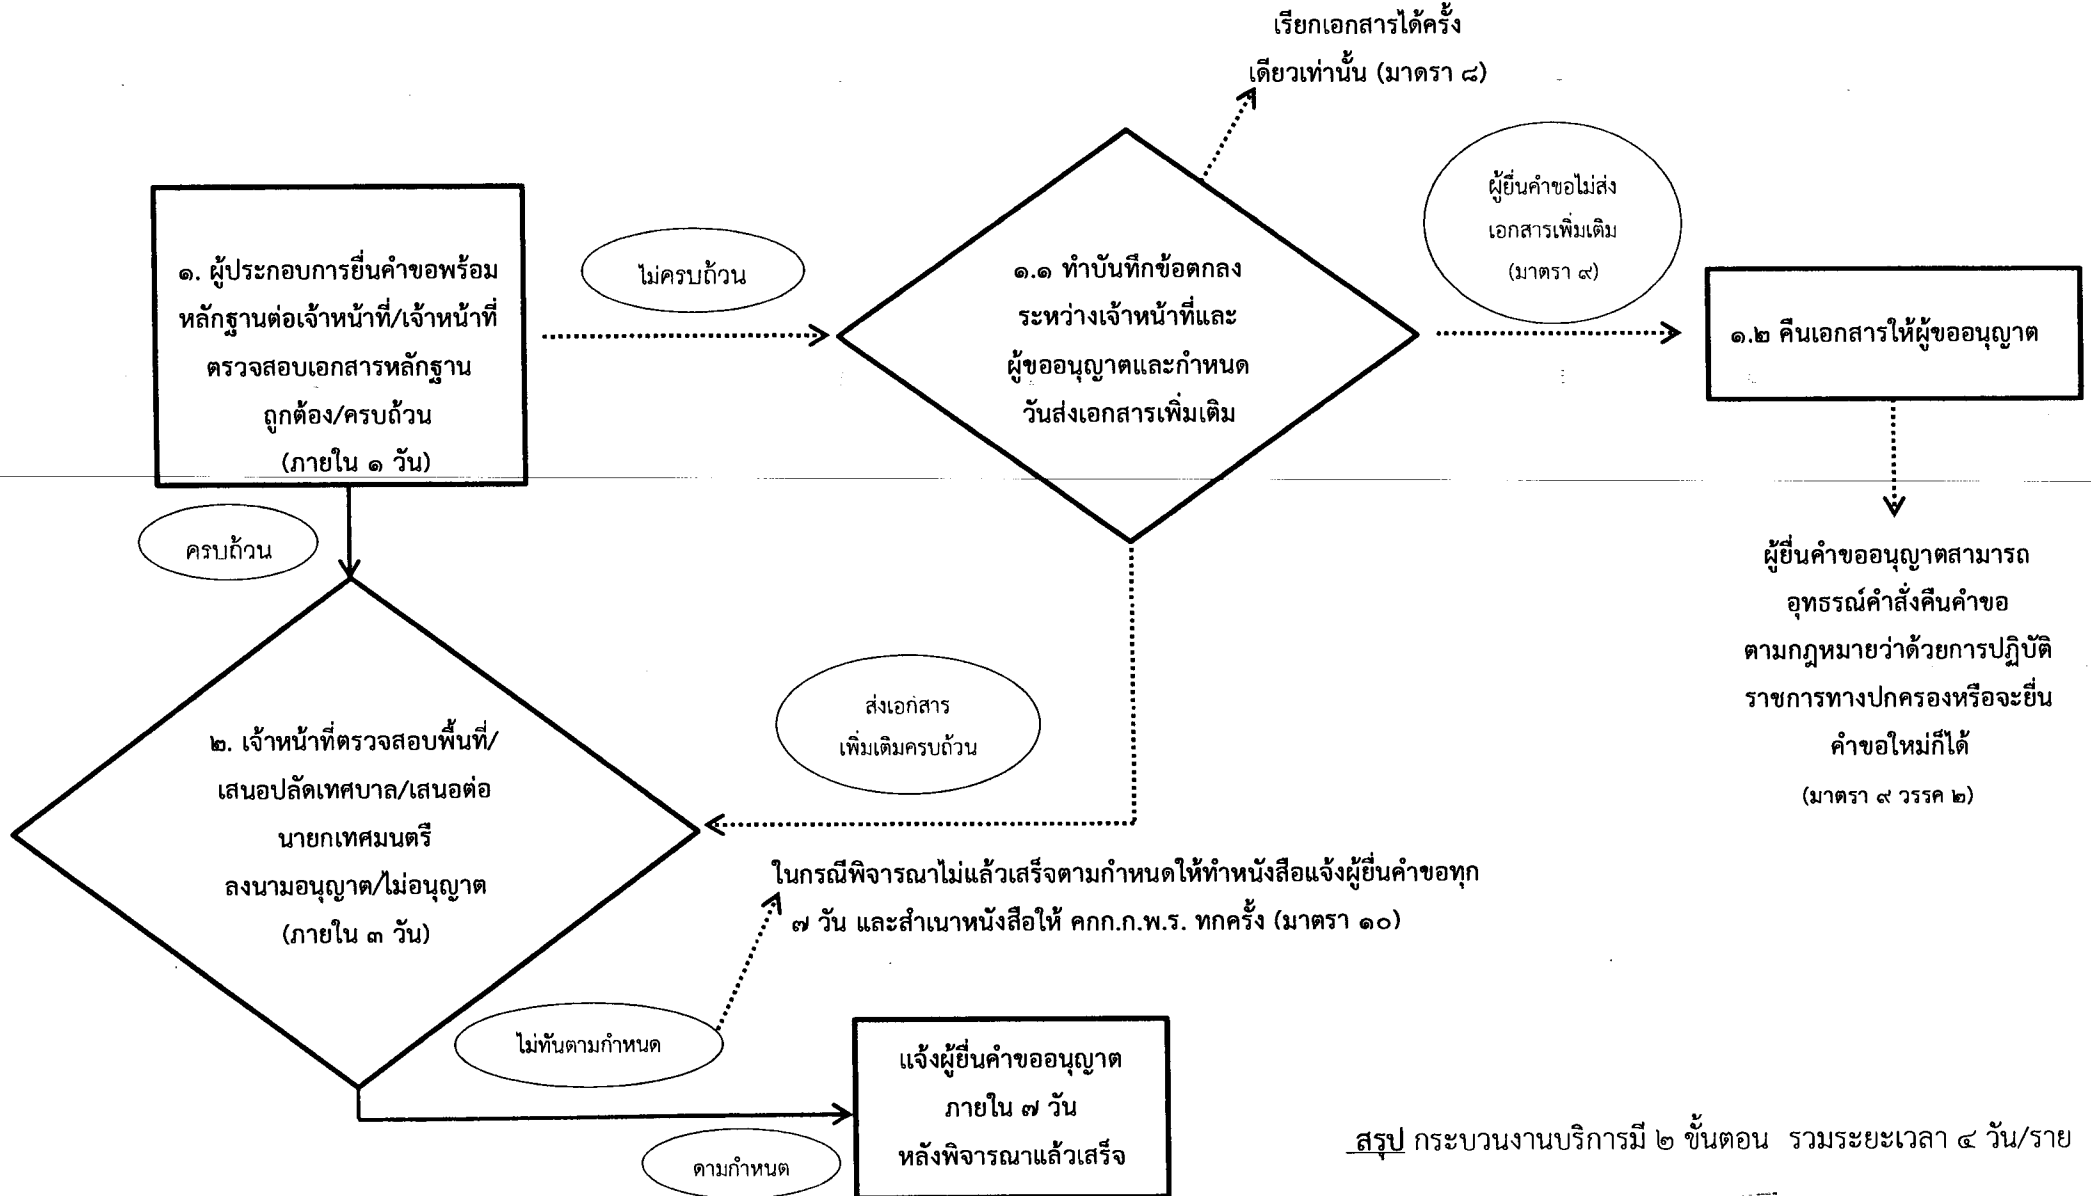 เรียกเอกสารได้ครั้ง
เดียวเท่านั้น (มาตรา ๘)
๑. ผู้ประกอบการยื่นคำขอพร้อม
หลักฐานต่อเจ้าหน้าที่/เจ้าหน้าที่
ตรวจสอบเอกสารหลักฐาน
ถูกต้อง/ครบถ้วน
(ภายใน ๑ วัน)
ไม่ครบถ้วน
๑.๑ ทำบันทึกข้อตกลง
ระหว่างเจ้าหน้าที่และ
ผู้ขออนุญาตและกำหนด
วันส่งเอกสารเพิ่มเติม
ผู้ยื่นคำขอไม่ส่ง
เอกสารเพิ่มเติม
(มาตรา ๙)
๑.๒ คืนเอกสารให้ผู้ขออนุญาต
ผู้ยื่นคำขออนุญาตสามารถ
อุทธรณ์คำสั่งคืนคำขอ
ตามกฎหมายว่าด้วยการปฏิบัติ
ราชการทางปกครองหรือจะยื่น
คำขอใหม่ก็ได้
(มาตรา ๙ วรรค ๒)
ครบถ้วน
ส่งเอกสาร
เพิ่มเติมครบถ้วน
๒. เจ้าหน้าที่ตรวจสอบพื้นที่/
เสนอปลัดเทศบาล/เสนอต่อ
นายกเทศมนตรี
ลงนามอนุญาต/ไม่อนุญาต
(ภายใน ๓ วัน)
ในกรณีพิจารณาไม่แล้วเสร็จตามกำหนดให้ทำหนังสือแจ้งผู้ยื่นคำขอทุก
๗ วัน และสำเนาหนังสือให้ คกก.ก.พ.ร. ทกครั้ง (มาตรา ๑๐)
ไม่ทันตามกำหนด
แจ้งผู้ยื่นคำขออนุญาต
ภายใน ๗ วัน
หลังพิจารณาแล้วเสร็จ
ตามกำหนด
สรุป กระบวนงานบริการมี ๒ ขั้นตอน รวมระยะเวลา ๔ วัน/ราย